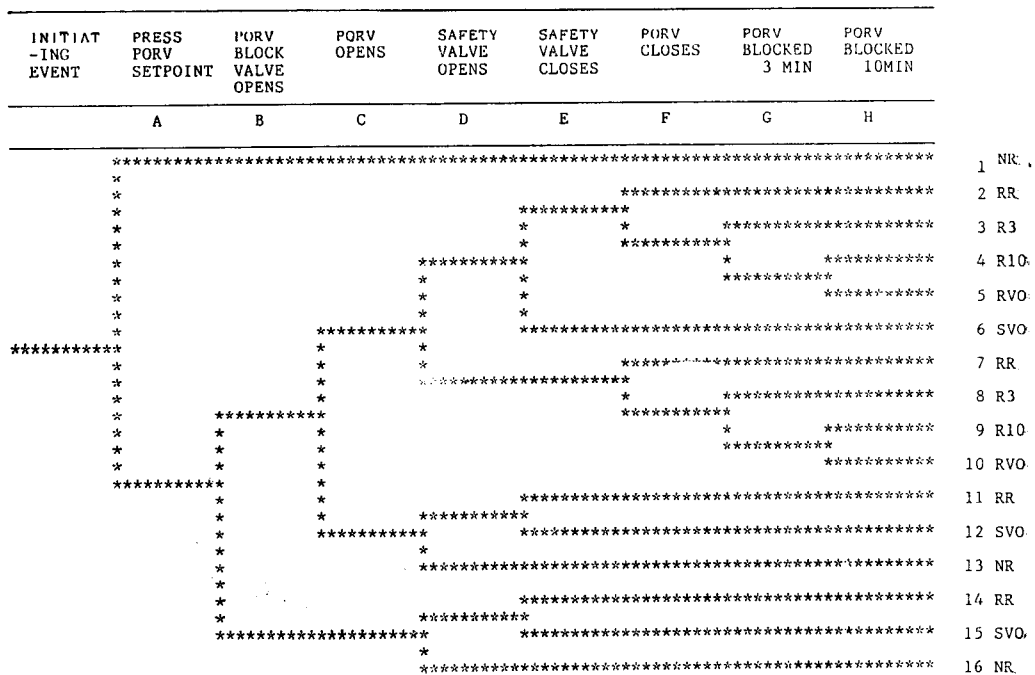 INITIAT PRESS PORV PORV SAFETY SAFETY PORV PORV PORV
-ING PORV BLOCK OPENS VALVE VALVE CLOSES BLOCKED BLOCKED
EVENT SETPOINT VALVE OPENS CLOSES 3 MIN 10MIN
OPENS
A B C D E F G H
1 NR
2 RR
3 R3
4 R10
5 RVO
6 SVO
7 RR
8 R3
9 R10
10 RVO
11 RR
12 SVO
13 NR
14 RR
15 SVO
16 NR